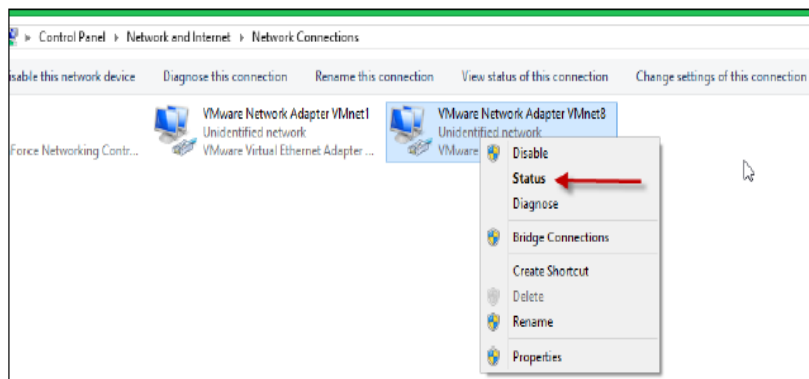 Control Panel ▸ Network and Internet ▸ Network Connections
isable this network device Diagnose this connection Rename this connection View status of this connection Change settings of this connection
VMware Network Adapter VMnet1
Unidentified network
VMware Virtual Ethernet Adapter ...
Force Networking Contr...
VMware Network Adapter VMnet8
Unidentified network
VMware
Disable
Status
Diagnose
Bridge Connections
Create Shortcut
Delete
Rename
Properties